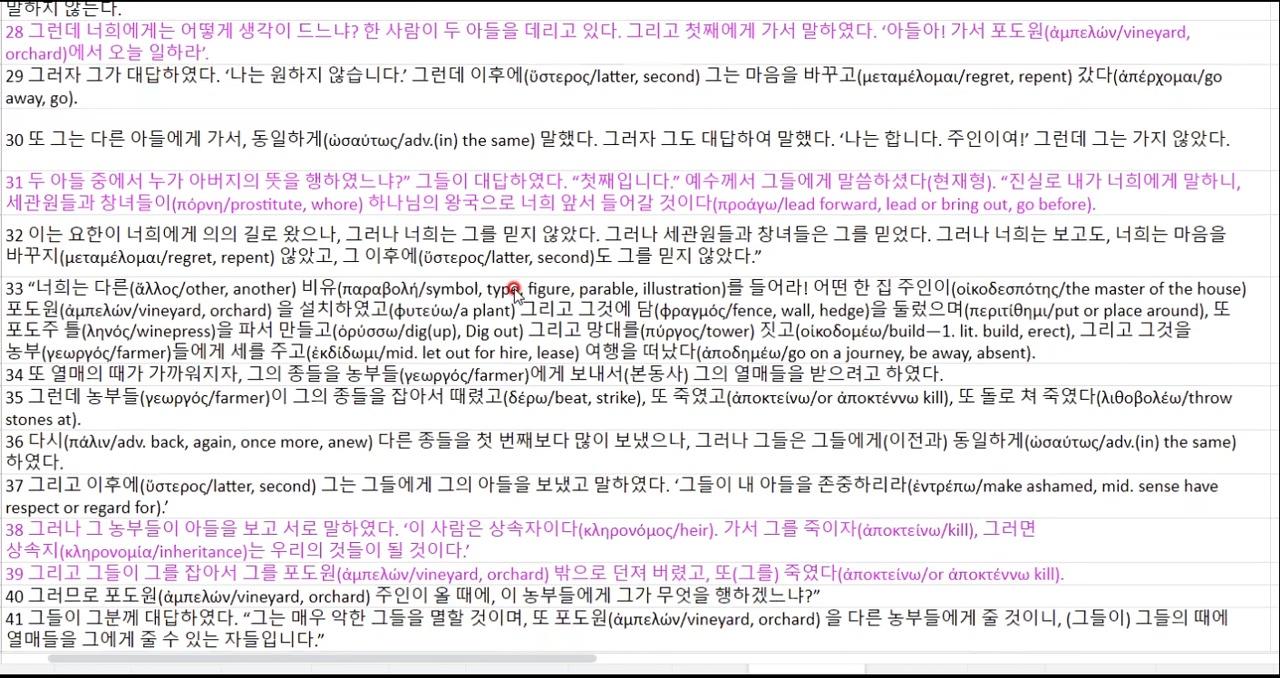 말하지 않는다.
28 그런데 너희에게는 어떻게 생각이 드느냐? 한 사람이 두 아들을 데리고 있다. 그리고 첫째에게 가서 말하였다. ‘아들아! 가서 포도원(ἀμπελών/vineyard,
orchard)에서 오늘 일하라’.
29 그러자 그가 대답하였다. ‘나는 원하지 않습니다.’ 그런데 이후에(ὕστερος/latter, second) 그는 마음을 바꾸고(μεταμέλομαι/regret, repent) 갔다(ἀπέρχομαι/go
away, go).
30 또 그는 다른 아들에게 가서, 동일하게(ὡσαύτως/adv.(in) the same) 말했다. 그러자 그도 대답하여 말했다. ‘나는 합니다. 주인이여!’ 그런데 그는 가지 않았다.
31 두 아들 중에서 누가 아버지의 뜻을 행하였느냐?” 그들이 대답하였다. “첫째입니다.” 예수께서 그들에게 말씀하셨다(현재형). “진실로 내가 너희에게 말하니,
세관원들과 창녀들이(πόρνη/prostitute, whore) 하나님의 왕국으로 너희 앞서 들어갈 것이다(προάγω/lead forward, lead or bring out, go before).
32 이는 요한이 너희에게 의의 길로 왔으나, 그러나 너희는 그를 믿지 않았다. 그러나 세관원들과 창녀들은 그를 믿었다. 그러나 너희는 보고도, 너희는 마음을
바꾸지(μεταμέλομαι/regret, repent) 않았고, 그 이후에(ὕστερος/latter, second)도 그를 믿지 않았다.”
33 “너희는 다른(ἄλλος/other, another) 비유(παραβολή/symbol, type, figure, parable, illustration)를 들어라! 어떤 한 집 주인이(οἰκοδεσπότης/the master of the house)
포도원(ἀμπελών/vineyard, orchard) 을 설치하였고(φυτεύω/a plant) 그리고 그것에 담(φραγμός/fence, wall, hedge)을 둘렀으며(περιτίθημι/put or place around), 또
포도주 틀(ληνός/winepress)을 파서 만들고(ὀρύσσω/dig(up), Dig out) 그리고 망대를(πύργος/tower) 짓고(οἰκοδομέω/build—1. lit. build, erect), 그리고 그것을
농부(γεωργός/farmer)들에게 세를 주고(ἐκδίδωμι/mid. let out for hire, lease) 여행을 떠났다(ἀποδημέω/go on a journey, be away, absent).
34 또 열매의 때가 가까워지자, 그의 종들을 농부들(γεωργός/farmer)에게 보내서(본동사) 그의 열매들을 받으려고 하였다.
35 그런데 농부들(γεωργός/farmer)이 그의 종들을 잡아서 때렸고(δέρω/beat, strike), 또 죽였고(ἀποκτείνω/or ἀποκτέννω kill), 또 돌로 쳐 죽였다(λιθοβολέω/throw
stones at).
36 다시(πάλιν/adv. back, again, once more, anew) 다른 종들을 첫 번째보다 많이 보냈으나, 그러나 그들은 그들에게(이전과) 동일하게(ὡσαύτως/adv.(in) the same)
하였다.
37 그리고 이후에(ὕστερος/latter, second) 그는 그들에게 그의 아들을 보냈고 말하였다. ‘그들이 내 아들을 존중하리라(ἐντρέπω/make ashamed, mid. sense have
respect or regard for).’
38 그러나 그 농부들이 아들을 보고 서로 말하였다. ‘이 사람은 상속자이다(κληρονόμος/heir). 가서 그를 죽이자(ἀποκτείνω/kill), 그러면
상속지(κληρονομία/inheritance)는 우리의 것들이 될 것이다.’
39 그리고 그들이 그를 잡아서 그를 포도원(ἀμπελών/vineyard, orchard) 밖으로 던져 버렸고, 또(그를) 죽였다(ἀποκτείνω/or ἀποκτέννω kill).
40 그러므로 포도원(ἀμπελών/vineyard, orchard) 주인이 올 때에, 이 농부들에게 그가 무엇을 행하겠느냐?”
41 그들이 그분께 대답하였다. “그는 매우 악한 그들을 멸할 것이며, 또 포도원(ἀμπελών/vineyard, orchard) 을 다른 농부들에게 줄 것이니, (그들이) 그들의 때에
열매들을 그에게 줄 수 있는 자들입니다.”